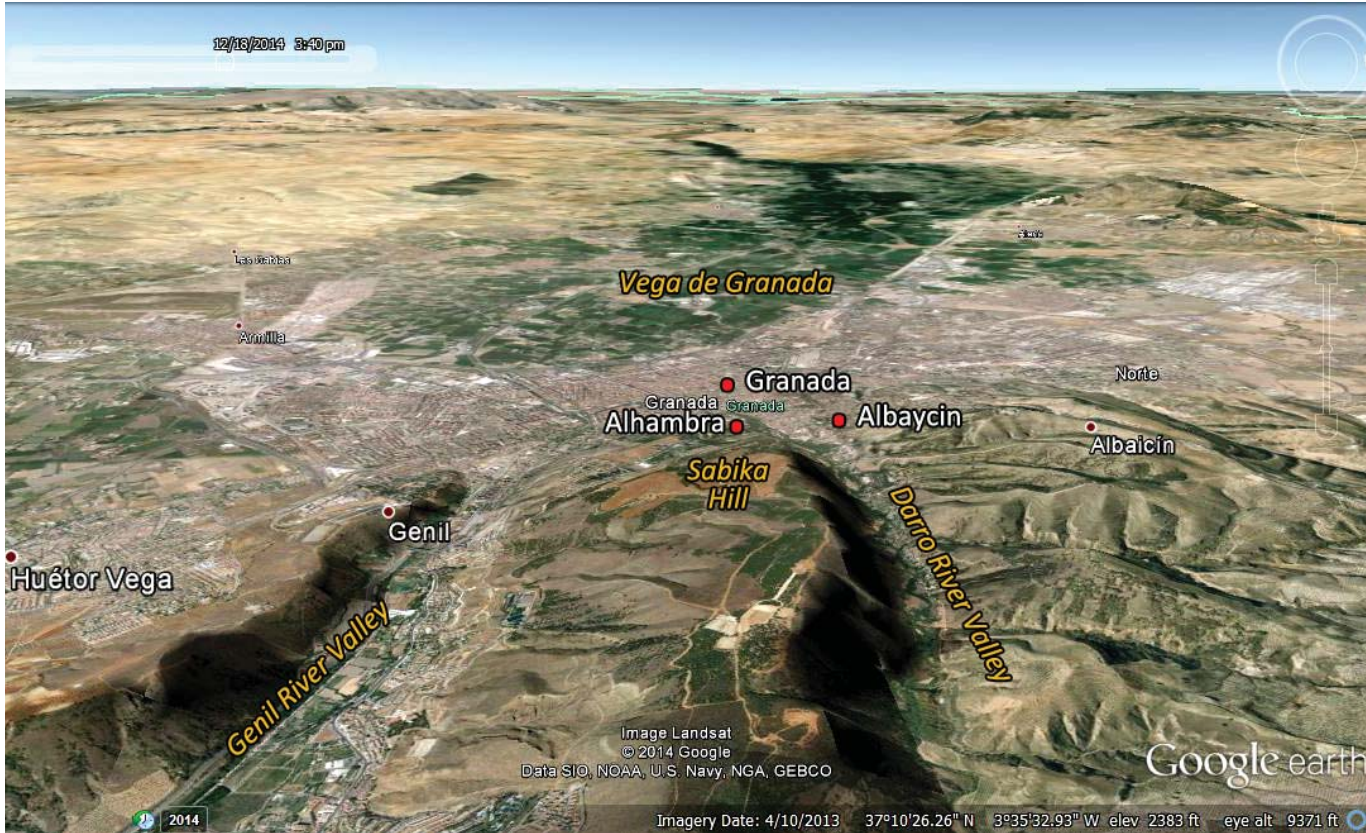 12/18/2014 3:40 pm
Las Gabias
Vega de Granada
Armilla
Norte
Granada
Granada Granada
Alhambra
Albaycin
Albaicín
Sabika
Hill
Genil
Darro River Valley
Huétor Vega
Genil River Valley
Image Landsat
© 2014 Google
Data SIO, NOAA, U.S. Navy, NGA, GEBCO
Google earth
2014
Imagery Date: 4/10/2013 37°10'26.26" N 3°35'32.93" W elev 2383 ft eye alt 9371 ft